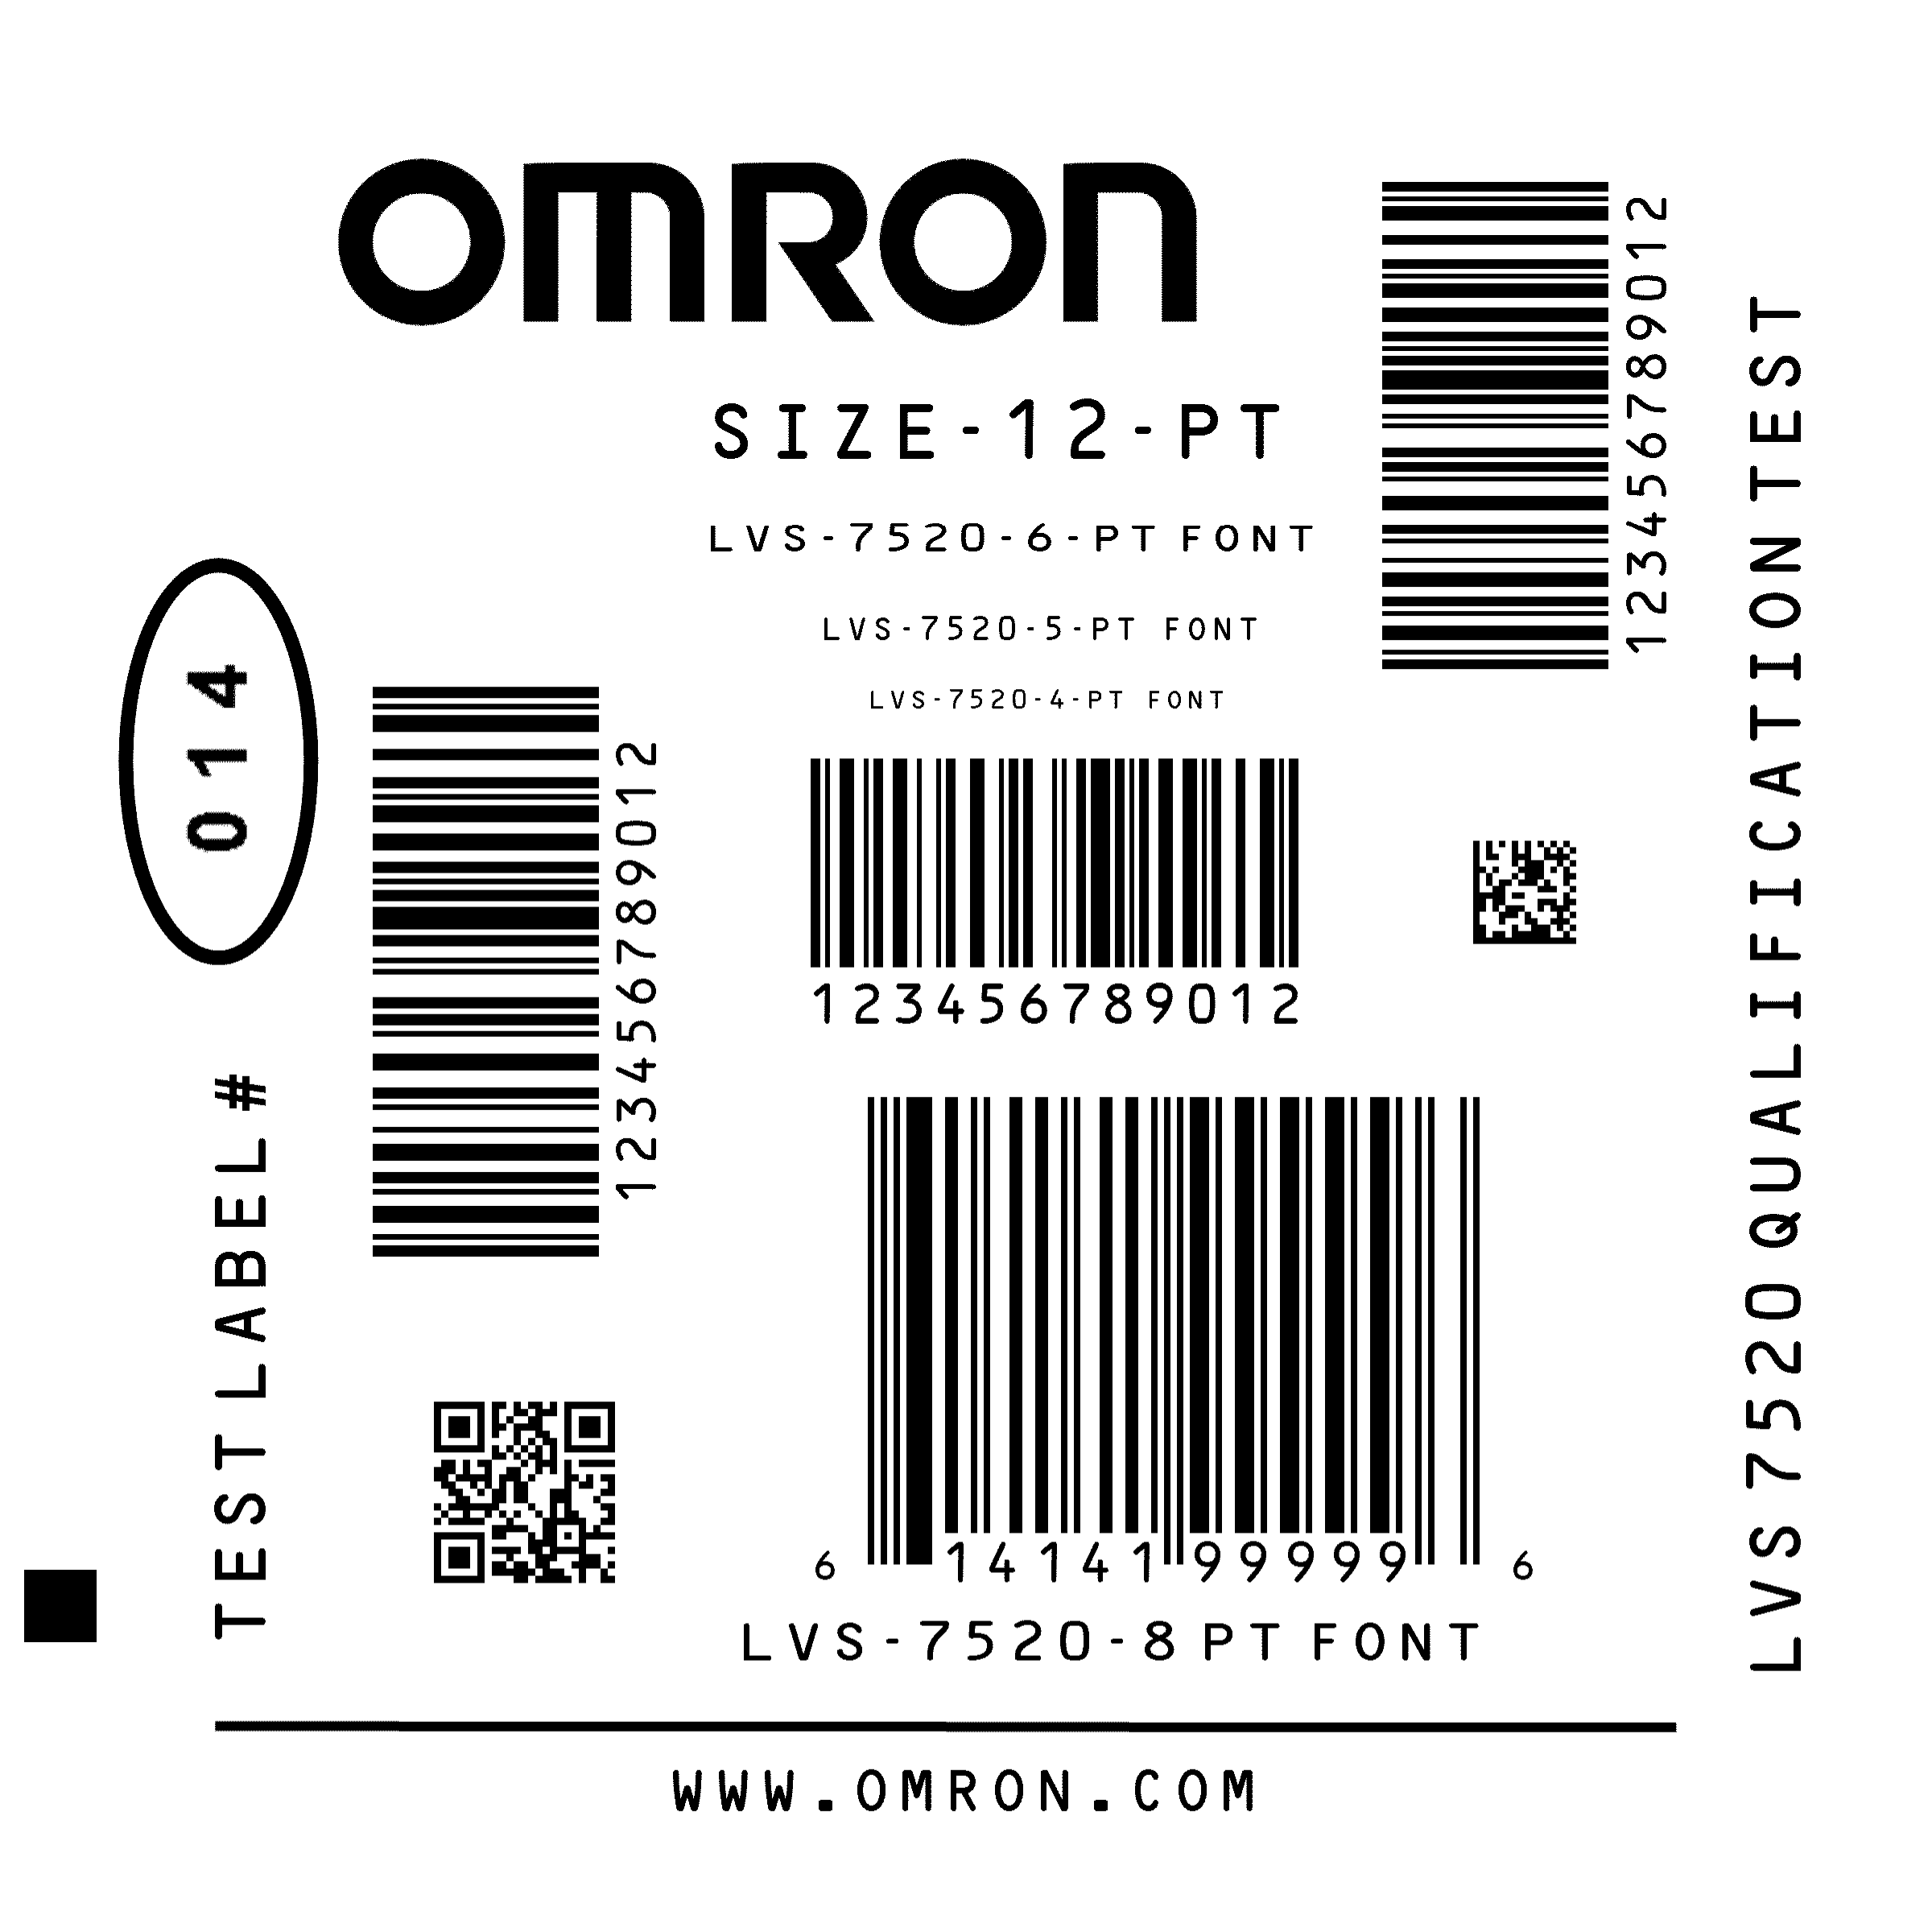 OMRON
SIZE-12-PT
LVS-7520-6-PT FONT
LVS-7520-5-PT FONT
LVS-7520-4-PT FONT
123456789012
123456789012
123456789012
014
TEST LABEL #
6 14141 99999 6
LVS-7520-8 PT FONT
LVS 7520 QUALIFICATION TEST
WWW.OMRON.COM